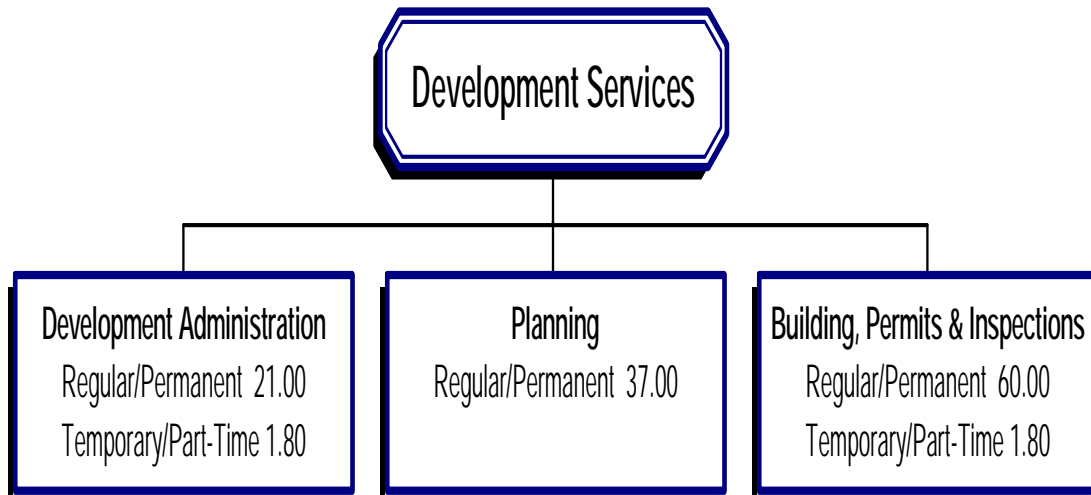 Development Services
Development Administration
Regular/Permanent 21.00
Temporary/Part-Time 1.80
Planning
Regular/Permanent 37.00
Building, Permits & Inspections
Regular/Permanent 60.00
Temporary/Part-Time 1.80